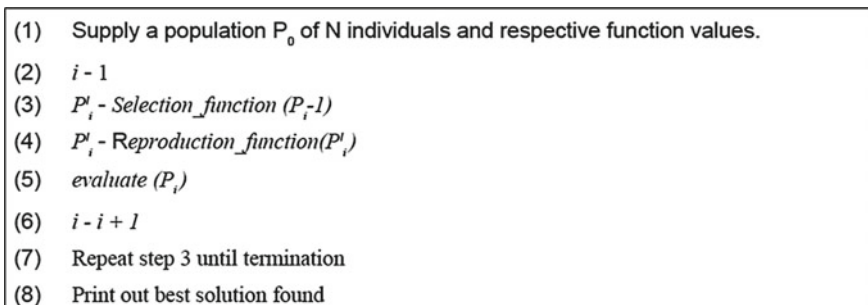 (1) Supply a population P₀ of N individuals and respective function values.
(2) i - 1
(3) P'ᵢ - Selection_function (Pᵢ-1)
(4) P'ᵢ - Reproduction_function(P'ᵢ)
(5) evaluate (Pᵢ)
(6) i - i + 1
(7) Repeat step 3 until termination
(8) Print out best solution found